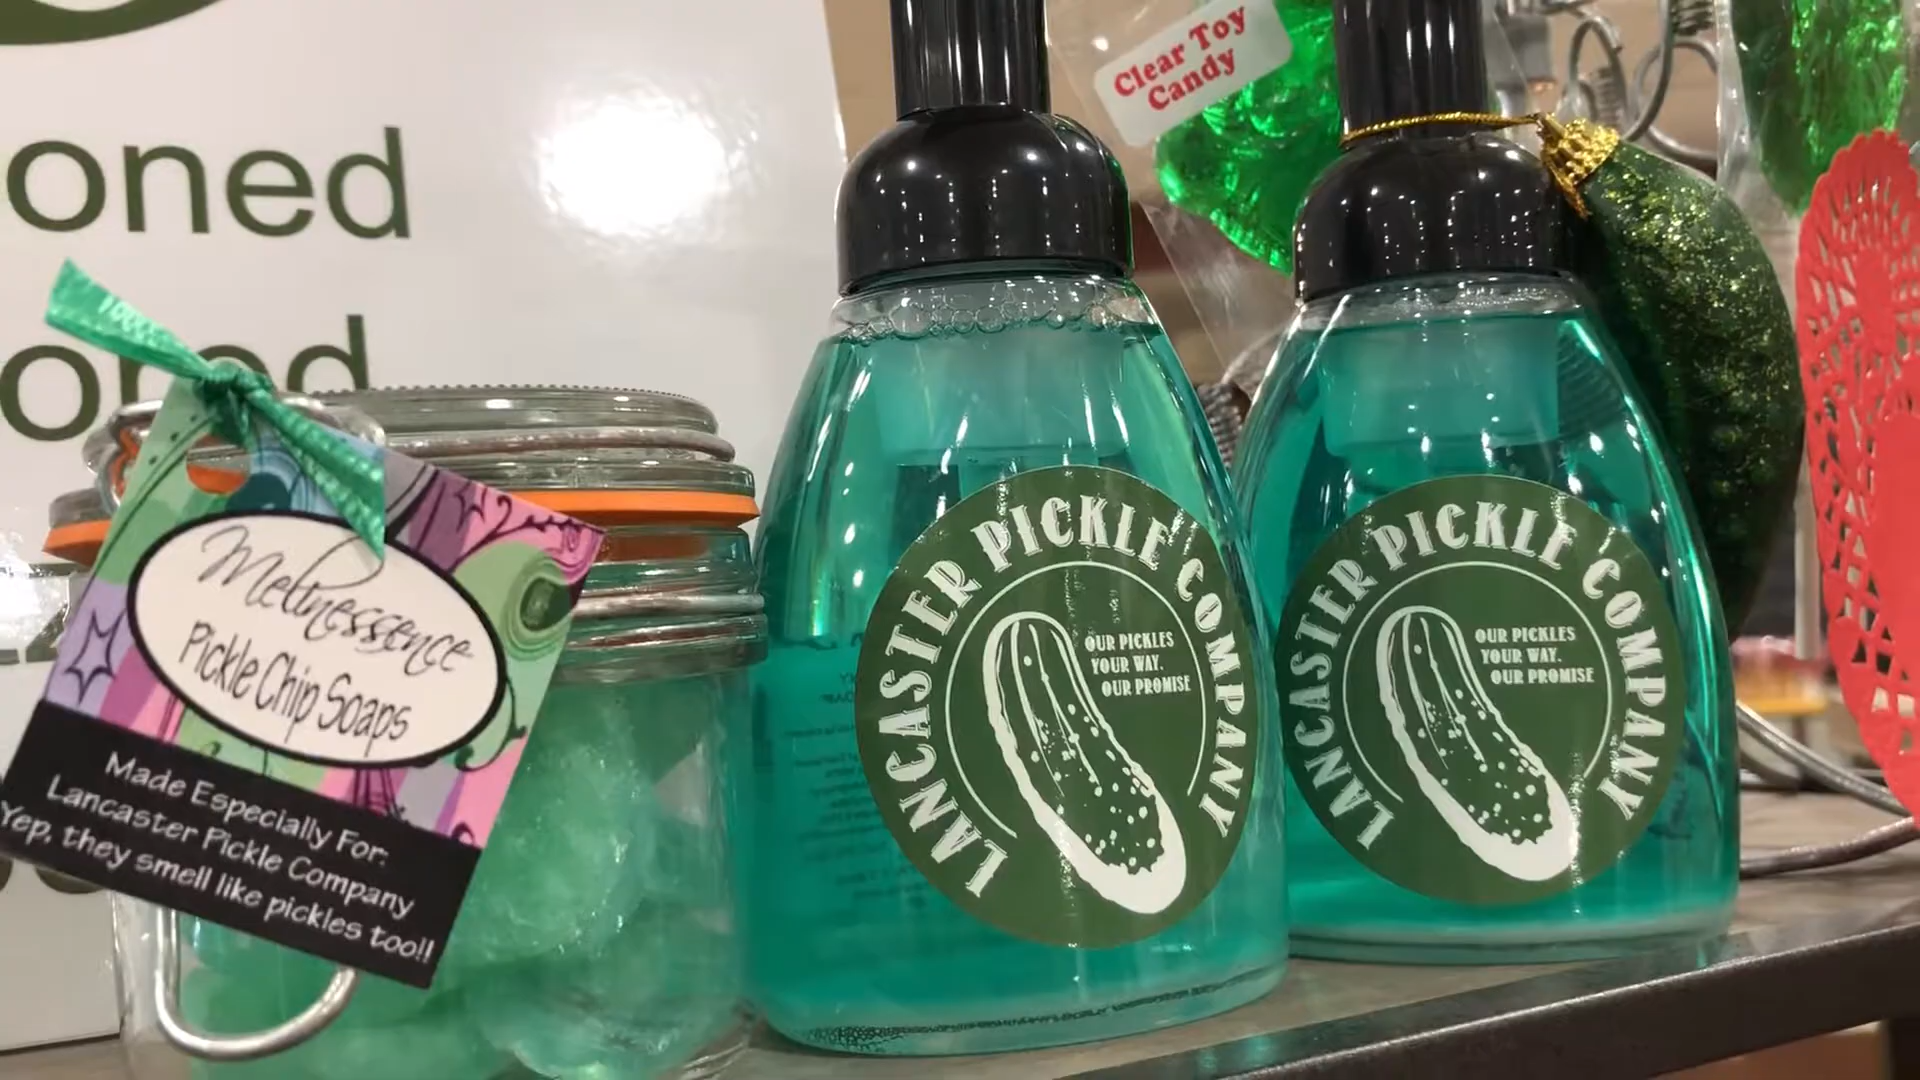 oned
oned
Clear Toy
Candy
Mellnessence
Pickle Chip Soaps
Made Especially For:
Lancaster Pickle Company
Yep, they smell like pickles too!!
LANCASTER PICKLE COMPANY
OUR PICKLES
YOUR WAY.
OUR PROMISE
LANCASTER PICKLE COMPANY
OUR PICKLES
YOUR WAY.
OUR PROMISE